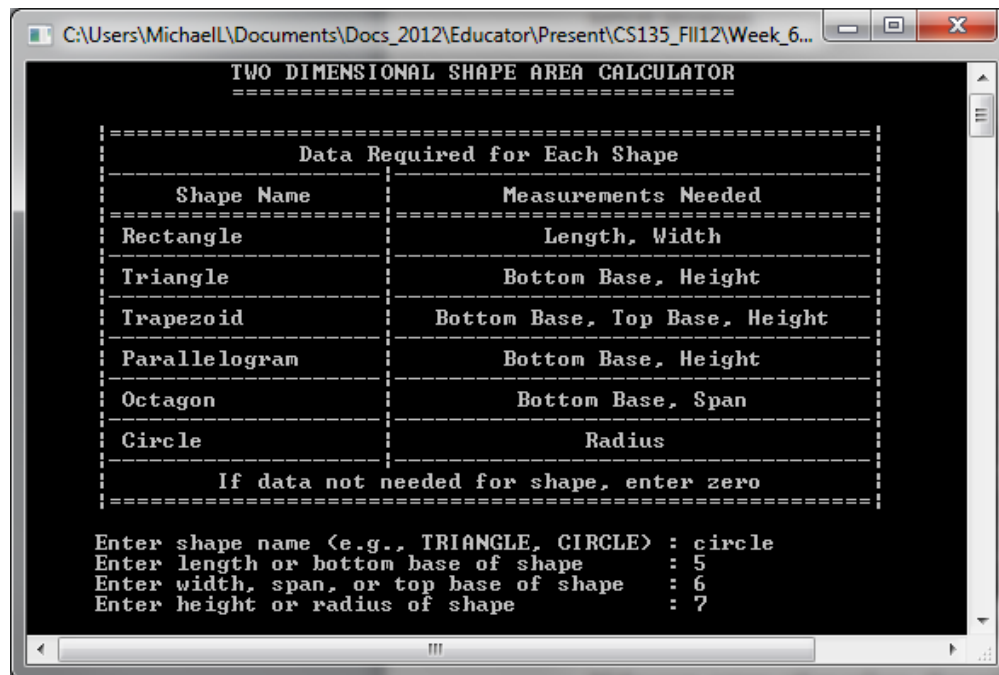 C:\Users\MichaelL\Documents\Docs_2012\Educator\Present\CS135_Fll12\Week_6...
TWO DIMENSIONAL SHAPE AREA CALCULATOR
Data Required for Each Shape
Shape Name Measurements Needed
Rectangle Length, Width
Triangle Bottom Base, Height
Trapezoid Bottom Base, Top Base, Height
Parallelogram Bottom Base, Height
Octagon Bottom Base, Span
Circle Radius
If data not needed for shape, enter zero
Enter shape name (e.g., TRIANGLE, CIRCLE) : circle
Enter length or bottom base of shape : 5
Enter width, span, or top base of shape : 6
Enter height or radius of shape : 7